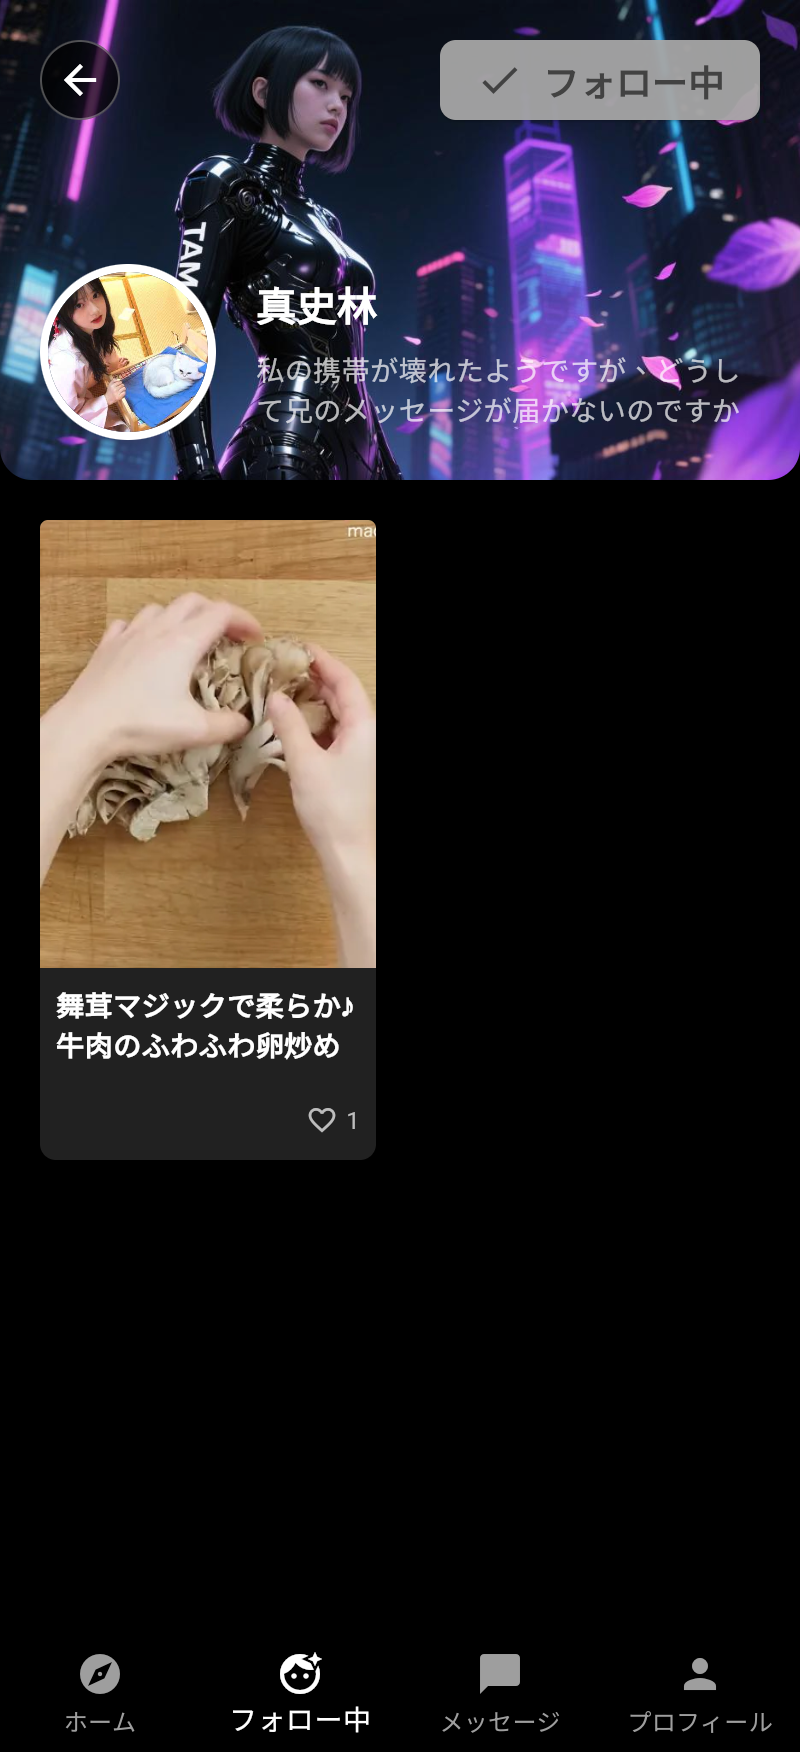 フォロー中
TAM
真史林
私の携帯が壊れたようですが、どうし
て兄のメッセージが届かないのですか
舞茸マジックで柔らか♪
牛肉のふわふわ卵炒め
1
ホーム
フォロー中
メッセージ
プロフィール